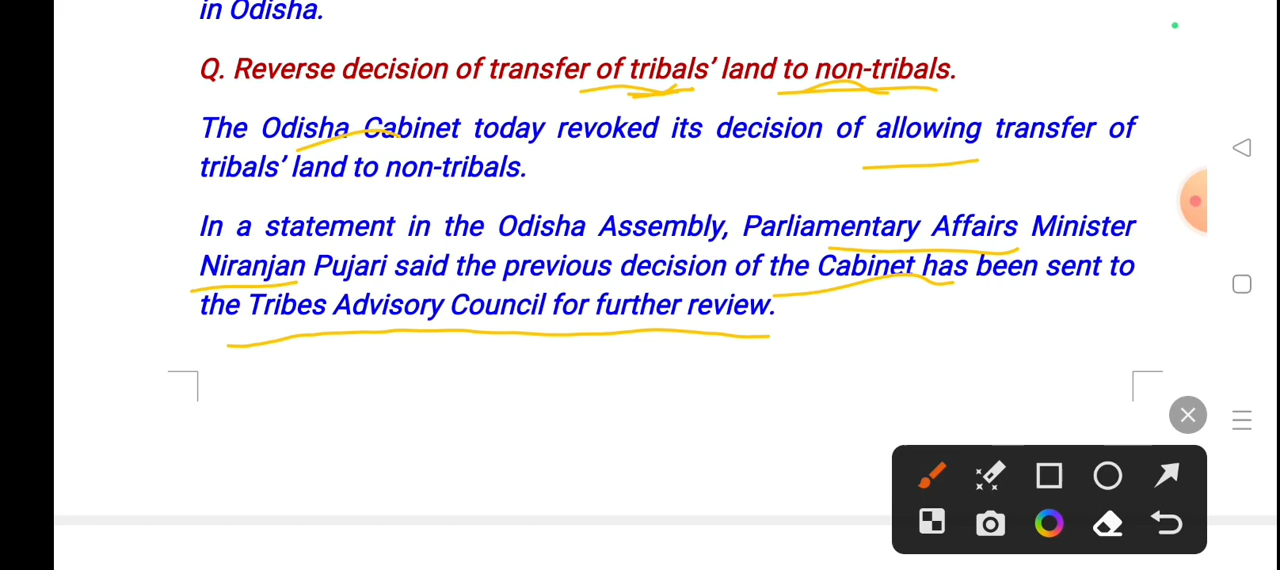 in Odisha.
Q. Reverse decision of transfer of tribals' land to non-tribals.
The Odisha Cabinet today revoked its decision of allowing transfer of
tribals' land to non-tribals.
In a statement in the Odisha Assembly, Parliamentary Affairs Minister
Niranjan Pujari said the previous decision of the Cabinet has been sent to
the Tribes Advisory Council for further review.